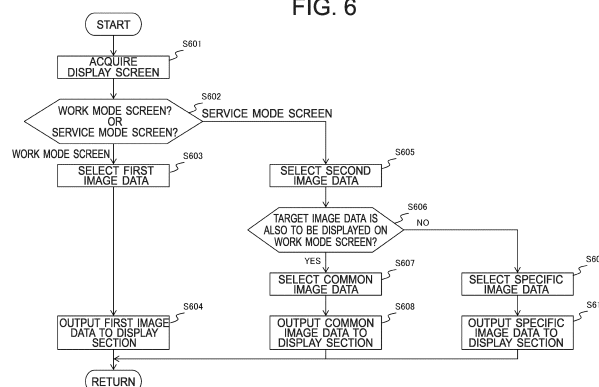 FIG. 6
START
S601
ACQUIRE
DISPLAY SCREEN
S602
WORK MODE SCREEN?
OR
SERVICE MODE SCREEN?
SERVICE MODE SCREEN
WORK MODE SCREEN
S603
SELECT FIRST
IMAGE DATA
S605
SELECT SECOND
IMAGE DATA
S606
TARGET IMAGE DATA IS
ALSO TO BE DISPLAYED ON
WORK MODE SCREEN?
NO
YES
S607
SELECT COMMON
IMAGE DATA
SELECT SPECIFIC
IMAGE DATA
S604
OUTPUT FIRST IMAGE
DATA TO DISPLAY
SECTION
S608
OUTPUT COMMON
IMAGE DATA TO
DISPLAY SECTION
OUTPUT SPECIFIC
IMAGE DATA TO
DISPLAY SECTION
RETURN